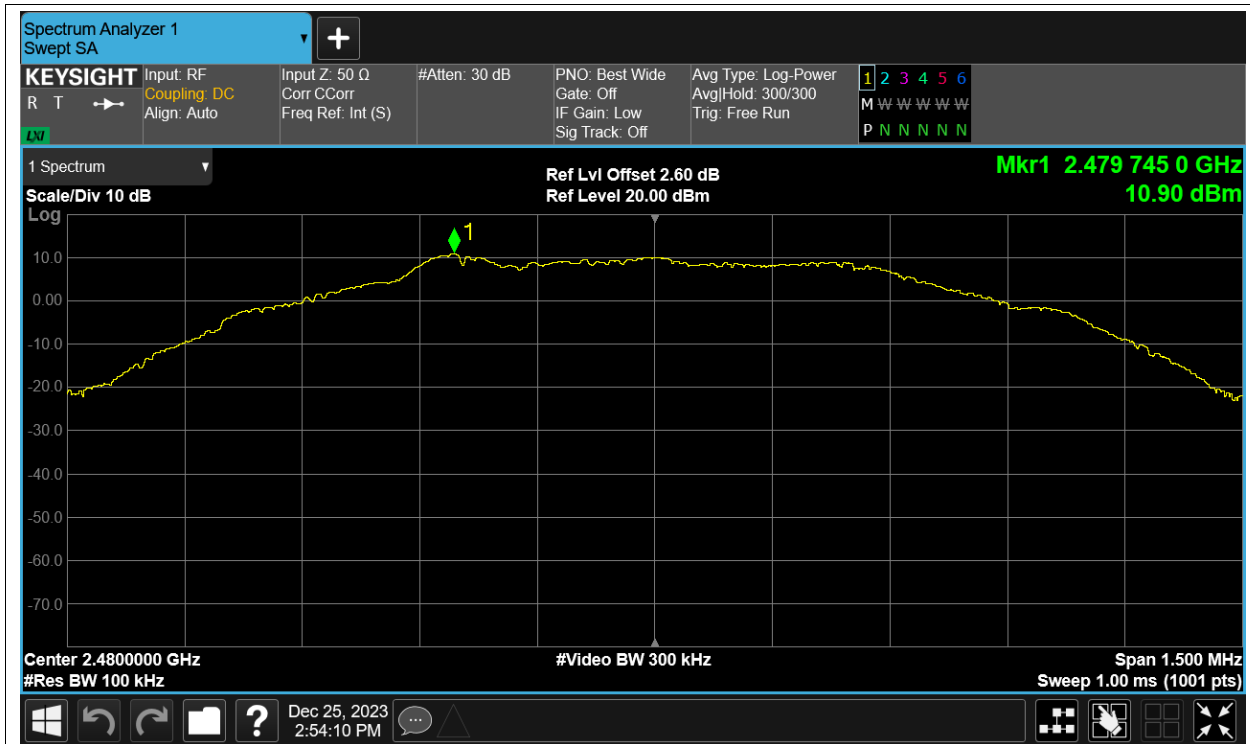 Spectrum Analyzer 1
Swept SA
+
KEYSIGHT
R T
LXI
Input: RF
Coupling: DC
Align: Auto
Input Z: 50 Ω
Corr CCorr
Freq Ref: Int (S)
#Atten: 30 dB
PNO: Best Wide
Gate: Off
IF Gain: Low
Sig Track: Off
Avg Type: Log-Power
Avg|Hold: 300/300
Trig: Free Run
1 2 3 4 5 6
M W W W W W
P N N N N N
1 Spectrum
Scale/Div 10 dB
Ref Lvl Offset 2.60 dB
Ref Level 20.00 dBm
Mkr1 2.479 745 0 GHz
10.90 dBm
Log
1
10.0
0.00
-10.0
-20.0
-30.0
-40.0
-50.0
-60.0
-70.0
Center 2.4800000 GHz
#Res BW 100 kHz
#Video BW 300 kHz
Span 1.500 MHz
Sweep 1.00 ms (1001 pts)
?
Dec 25, 2023
2:54:10 PM